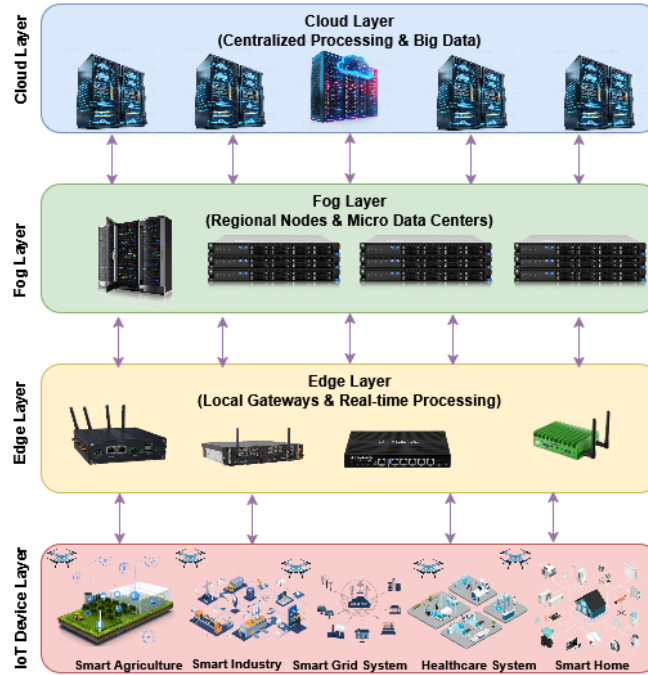 Cloud Layer
Cloud Layer
(Centralized Processing & Big Data)
Fog Layer
Fog Layer
(Regional Nodes & Micro Data Centers)
Edge Layer
Edge Layer
(Local Gateways & Real-time Processing)
IoT Device Layer
Smart Agriculture
Smart Industry
Smart Grid System
Healthcare System
Smart Home